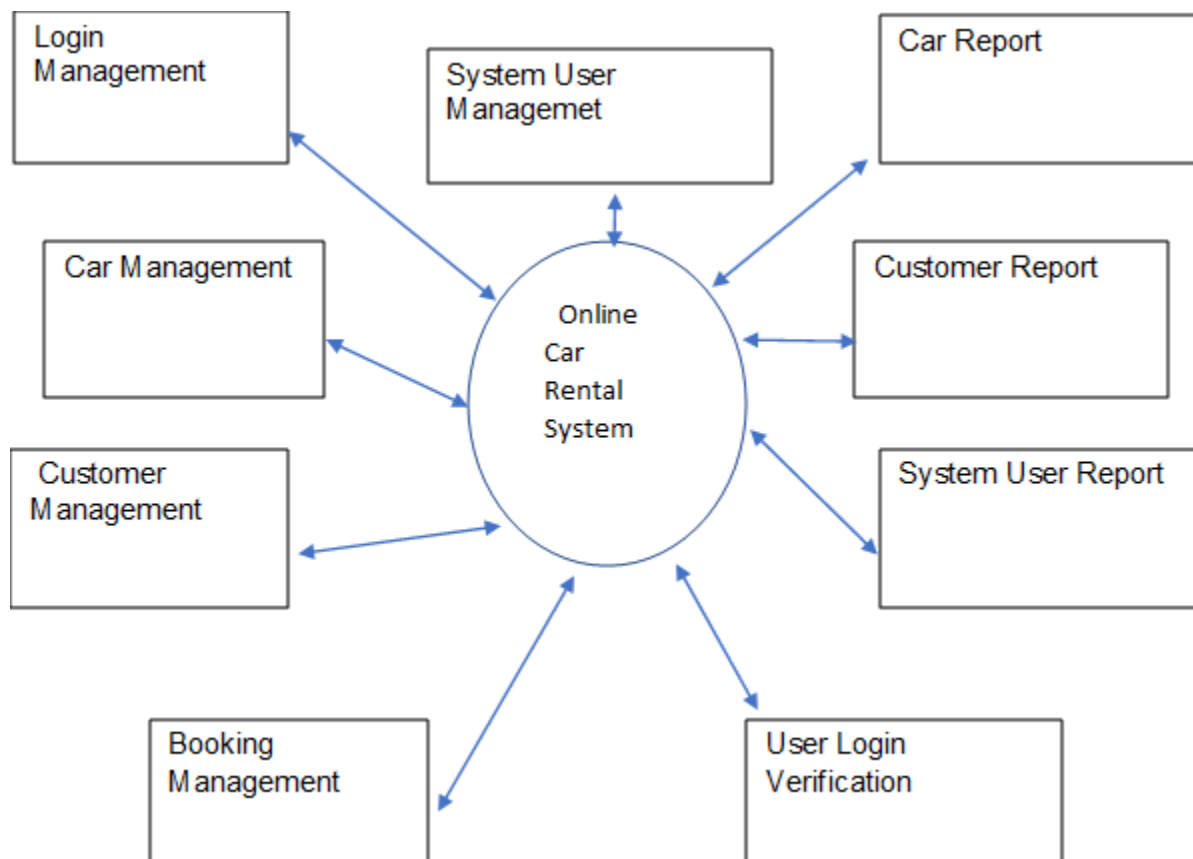 Login
Management
System User
Managemet
Car Report
Car Management
Customer Report
Online
Car
Rental
System
Customer
Management
System User Report
Booking
Management
User Login
Verification